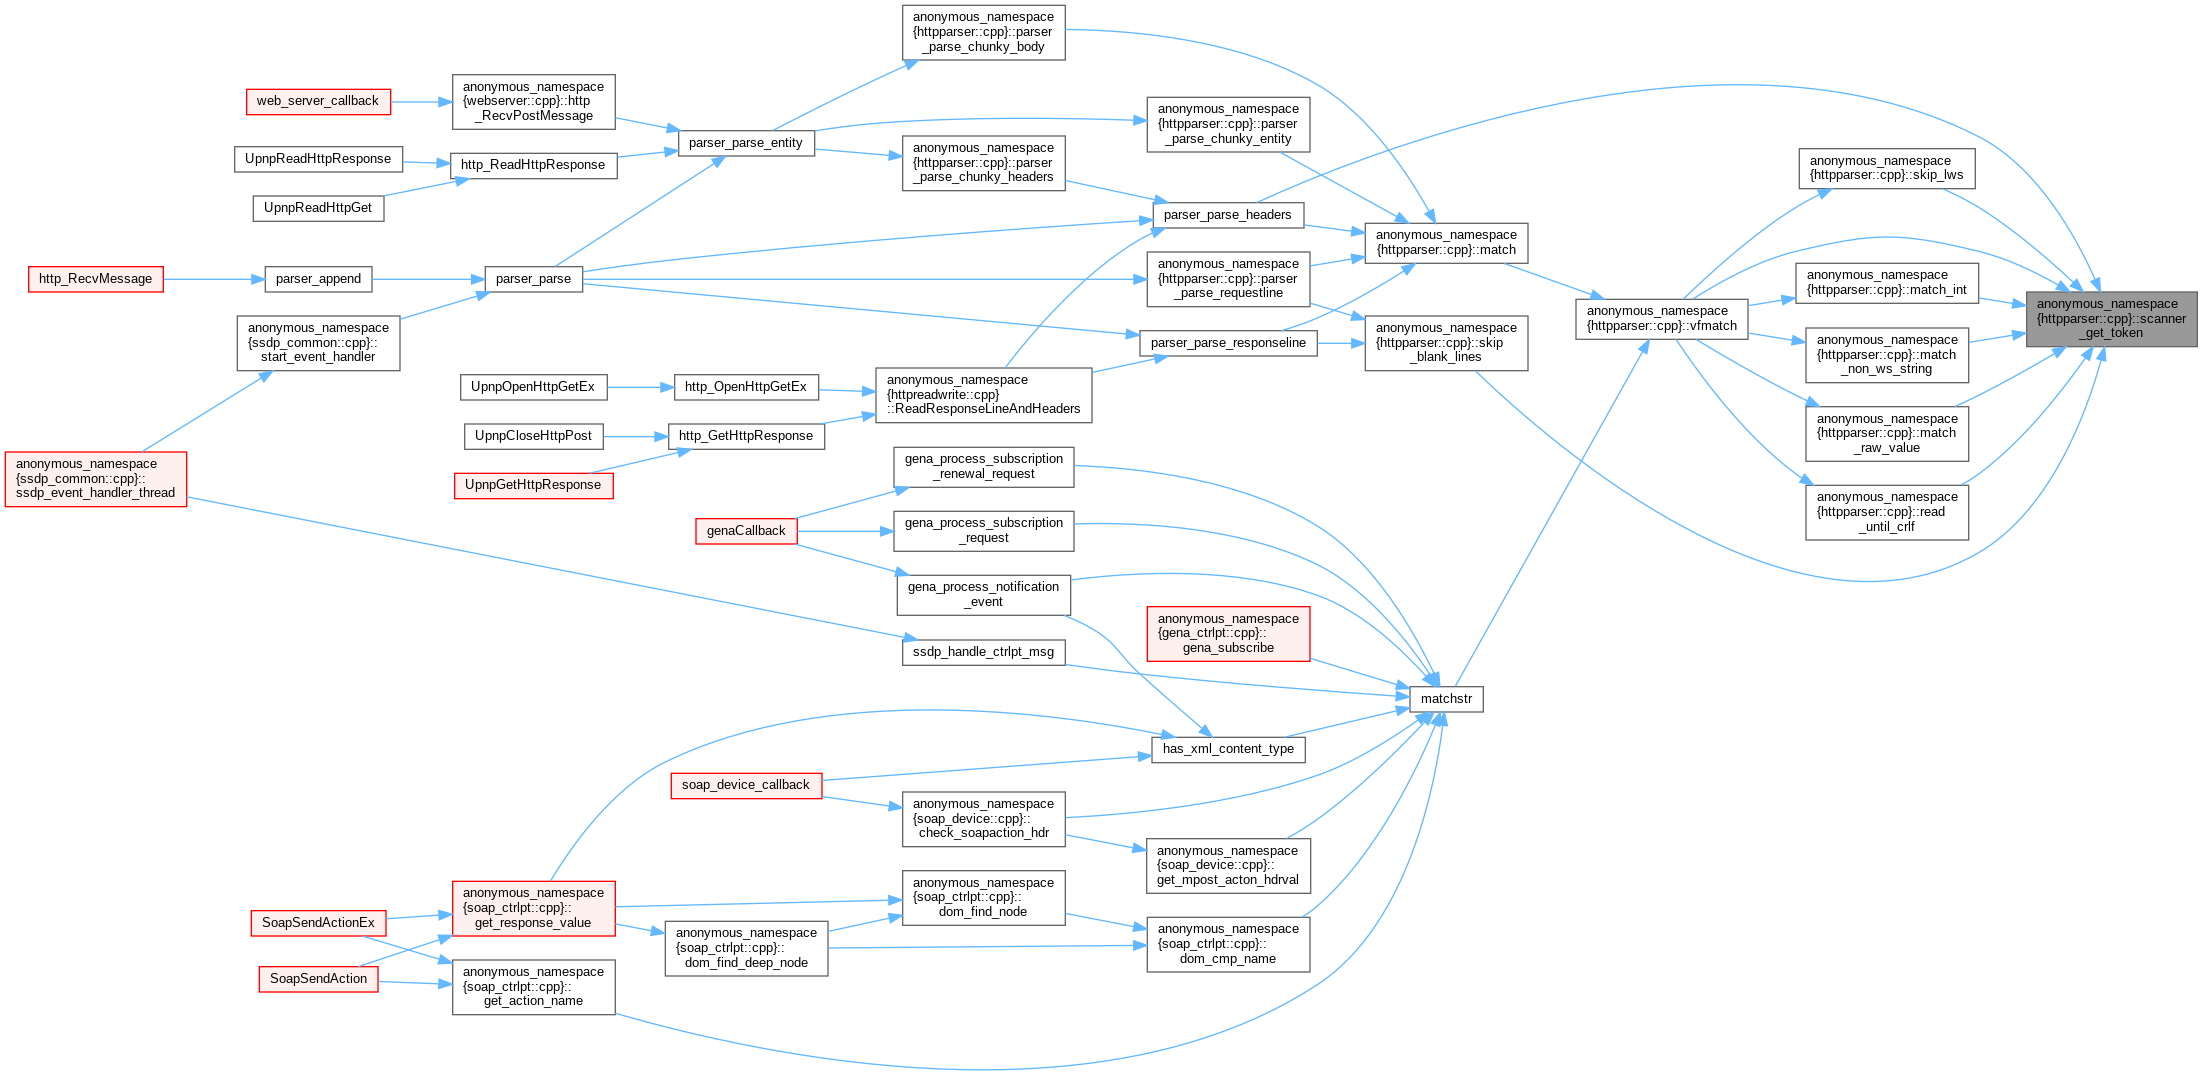 anonymous_namespace
{httpparser::cpp}::parser
_parse_chunky_body
web_server_callback
anonymous_namespace
{webserver::cpp}::http
_RecvPostMessage
anonymous_namespace
{httpparser::cpp}::parser
_parse_chunky_entity
parser_parse_entity
anonymous_namespace
{httpparser::cpp}::parser
_parse_chunky_headers
UpnpReadHttpResponse
http_ReadHttpResponse
UpnpReadHttpGet
parser_parse_headers
anonymous_namespace
{httpparser::cpp}::skip_lws
anonymous_namespace
{httpparser::cpp}::match
http_RecvMessage
parser_append
parser_parse
anonymous_namespace
{httpparser::cpp}::parser
_parse_requestline
anonymous_namespace
{httpparser::cpp}::match_int
anonymous_namespace
{httpparser::cpp}::scanner
_get_token
anonymous_namespace
{httpparser::cpp}::vfmatch
anonymous_namespace
{ssdp_common::cpp}::
start_event_handler
parser_parse_responseline
anonymous_namespace
{httpparser::cpp}::skip
_blank_lines
anonymous_namespace
{httpparser::cpp}::match
_non_ws_string
UpnpOpenHttpGetEx
http_OpenHttpGetEx
anonymous_namespace
{httpreadwrite::cpp}
::ReadResponseLineAndHeaders
UpnpCloseHttpPost
http_GetHttpResponse
anonymous_namespace
{httpparser::cpp}::match
_raw_value
anonymous_namespace
{ssdp_common::cpp}::
ssdp_event_handler_thread
UpnpGetHttpResponse
gena_process_subscription
_renewal_request
anonymous_namespace
{httpparser::cpp}::read
_until_crlf
genaCallback
gena_process_subscription
_request
gena_process_notification
_event
anonymous_namespace
{gena_ctrlpt::cpp}::
gena_subscribe
ssdp_handle_ctrlpt_msg
matchstr
has_xml_content_type
soap_device_callback
anonymous_namespace
{soap_device::cpp}::
check_soapaction_hdr
anonymous_namespace
{soap_device::cpp}::
get_mpost_acton_hdrval
anonymous_namespace
{soap_ctrlpt::cpp}::
get_response_value
anonymous_namespace
{soap_ctrlpt::cpp}::
dom_find_node
SoapSendActionEx
anonymous_namespace
{soap_ctrlpt::cpp}::
dom_find_deep_node
anonymous_namespace
{soap_ctrlpt::cpp}::
dom_cmp_name
SoapSendAction
anonymous_namespace
{soap_ctrlpt::cpp}::
get_action_name